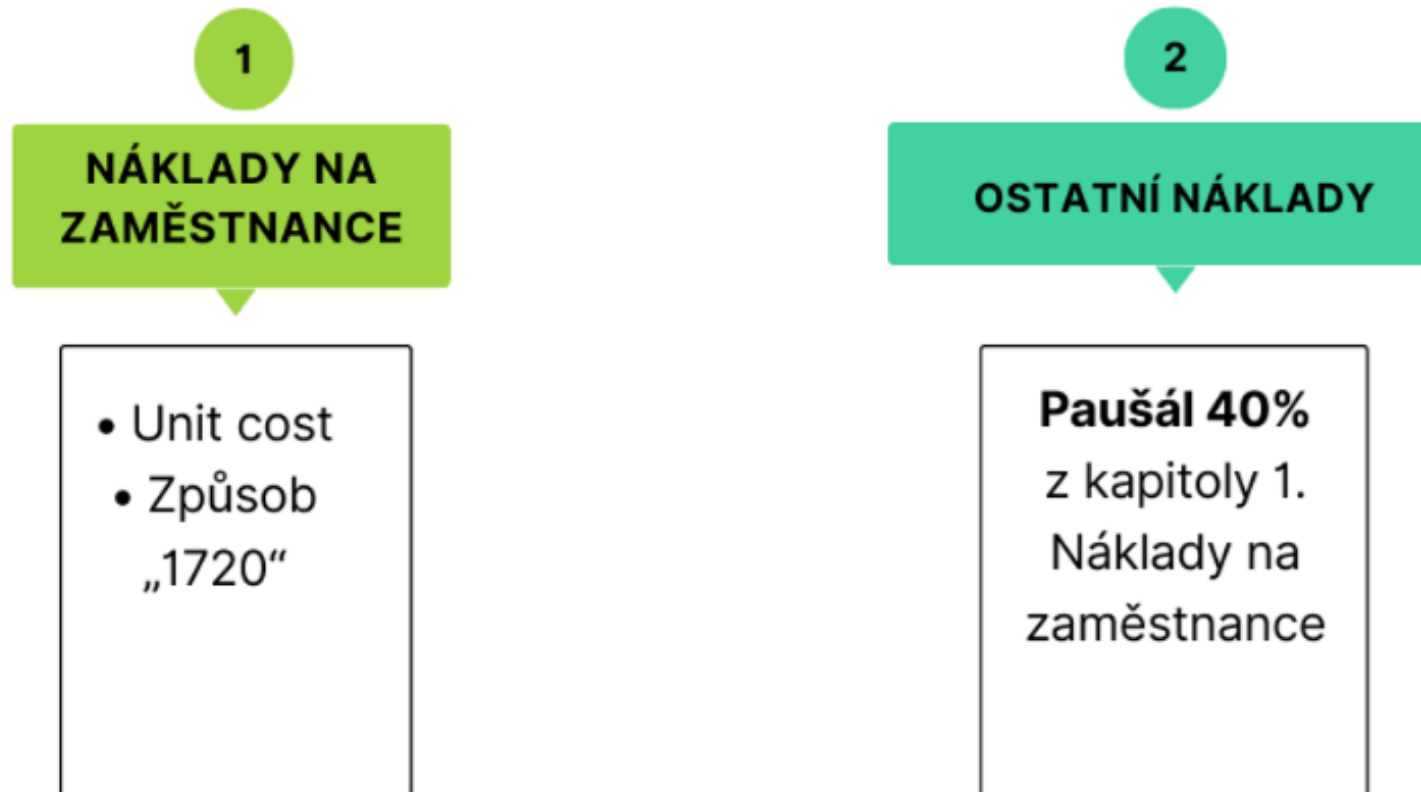 1
NÁKLADY NA
ZAMĚSTNANCE
• Unit cost
• Způsob
„1720“
2
OSTATNÍ NÁKLADY
Paušál 40%
z kapitoly 1.
Náklady na
zaměstnance